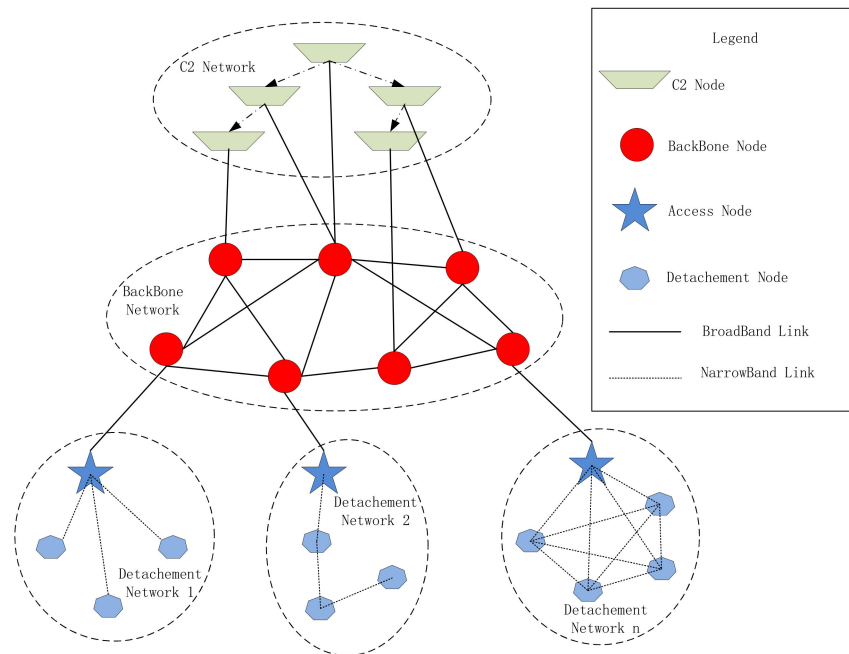 C2 Network
BackBone
Network
Detachement
Network 1
Detachement
Network 2
Detachement
Network n
Legend
C2 Node
BackBone Node
Access Node
Detachement Node
BroadBand Link
NarrowBand Link